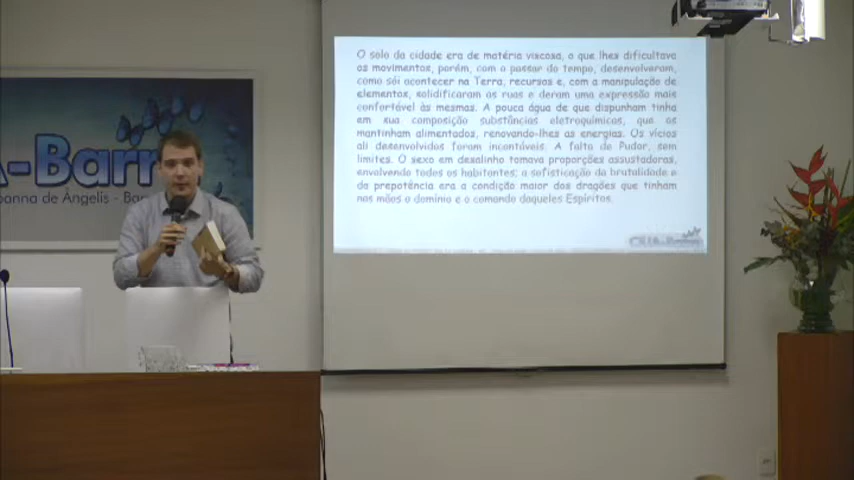 O solo da cidade era de matéria viscosa, o que lhes dificultava
os movimentos, porém, com o passar do tempo, desenvolveram,
como sói acontecer na Terra, recursos e, com a manipulação de
elementos, solidificaram as ruas e deram uma expressão mais
confortável às mesmas. A pouca água de que dispunham tinha
em sua composição substâncias eletroquímicas, que os
mantinham alimentados, renovando-lhes as energias. Os vícios
ali desenvolvidos foram incontáveis. A falta de Pudor, sem
limites. O sexo em desalinho tomava proporções assustadoras,
envolvendo todos os habitantes; a sofisticação da brutalidade e
da prepotência era a condição maior dos dragões que tinham
nas mãos o domínio e o comando daqueles Espíritos.
A-Barra
oanna de Ângelis - Bar